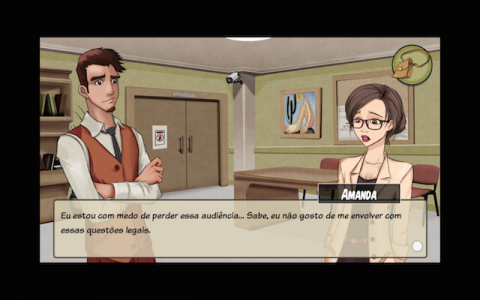 AMANDA
Eu estou com medo de perder essa audiência... Sabe, eu não gosto de me envolver com
essas questões legais.